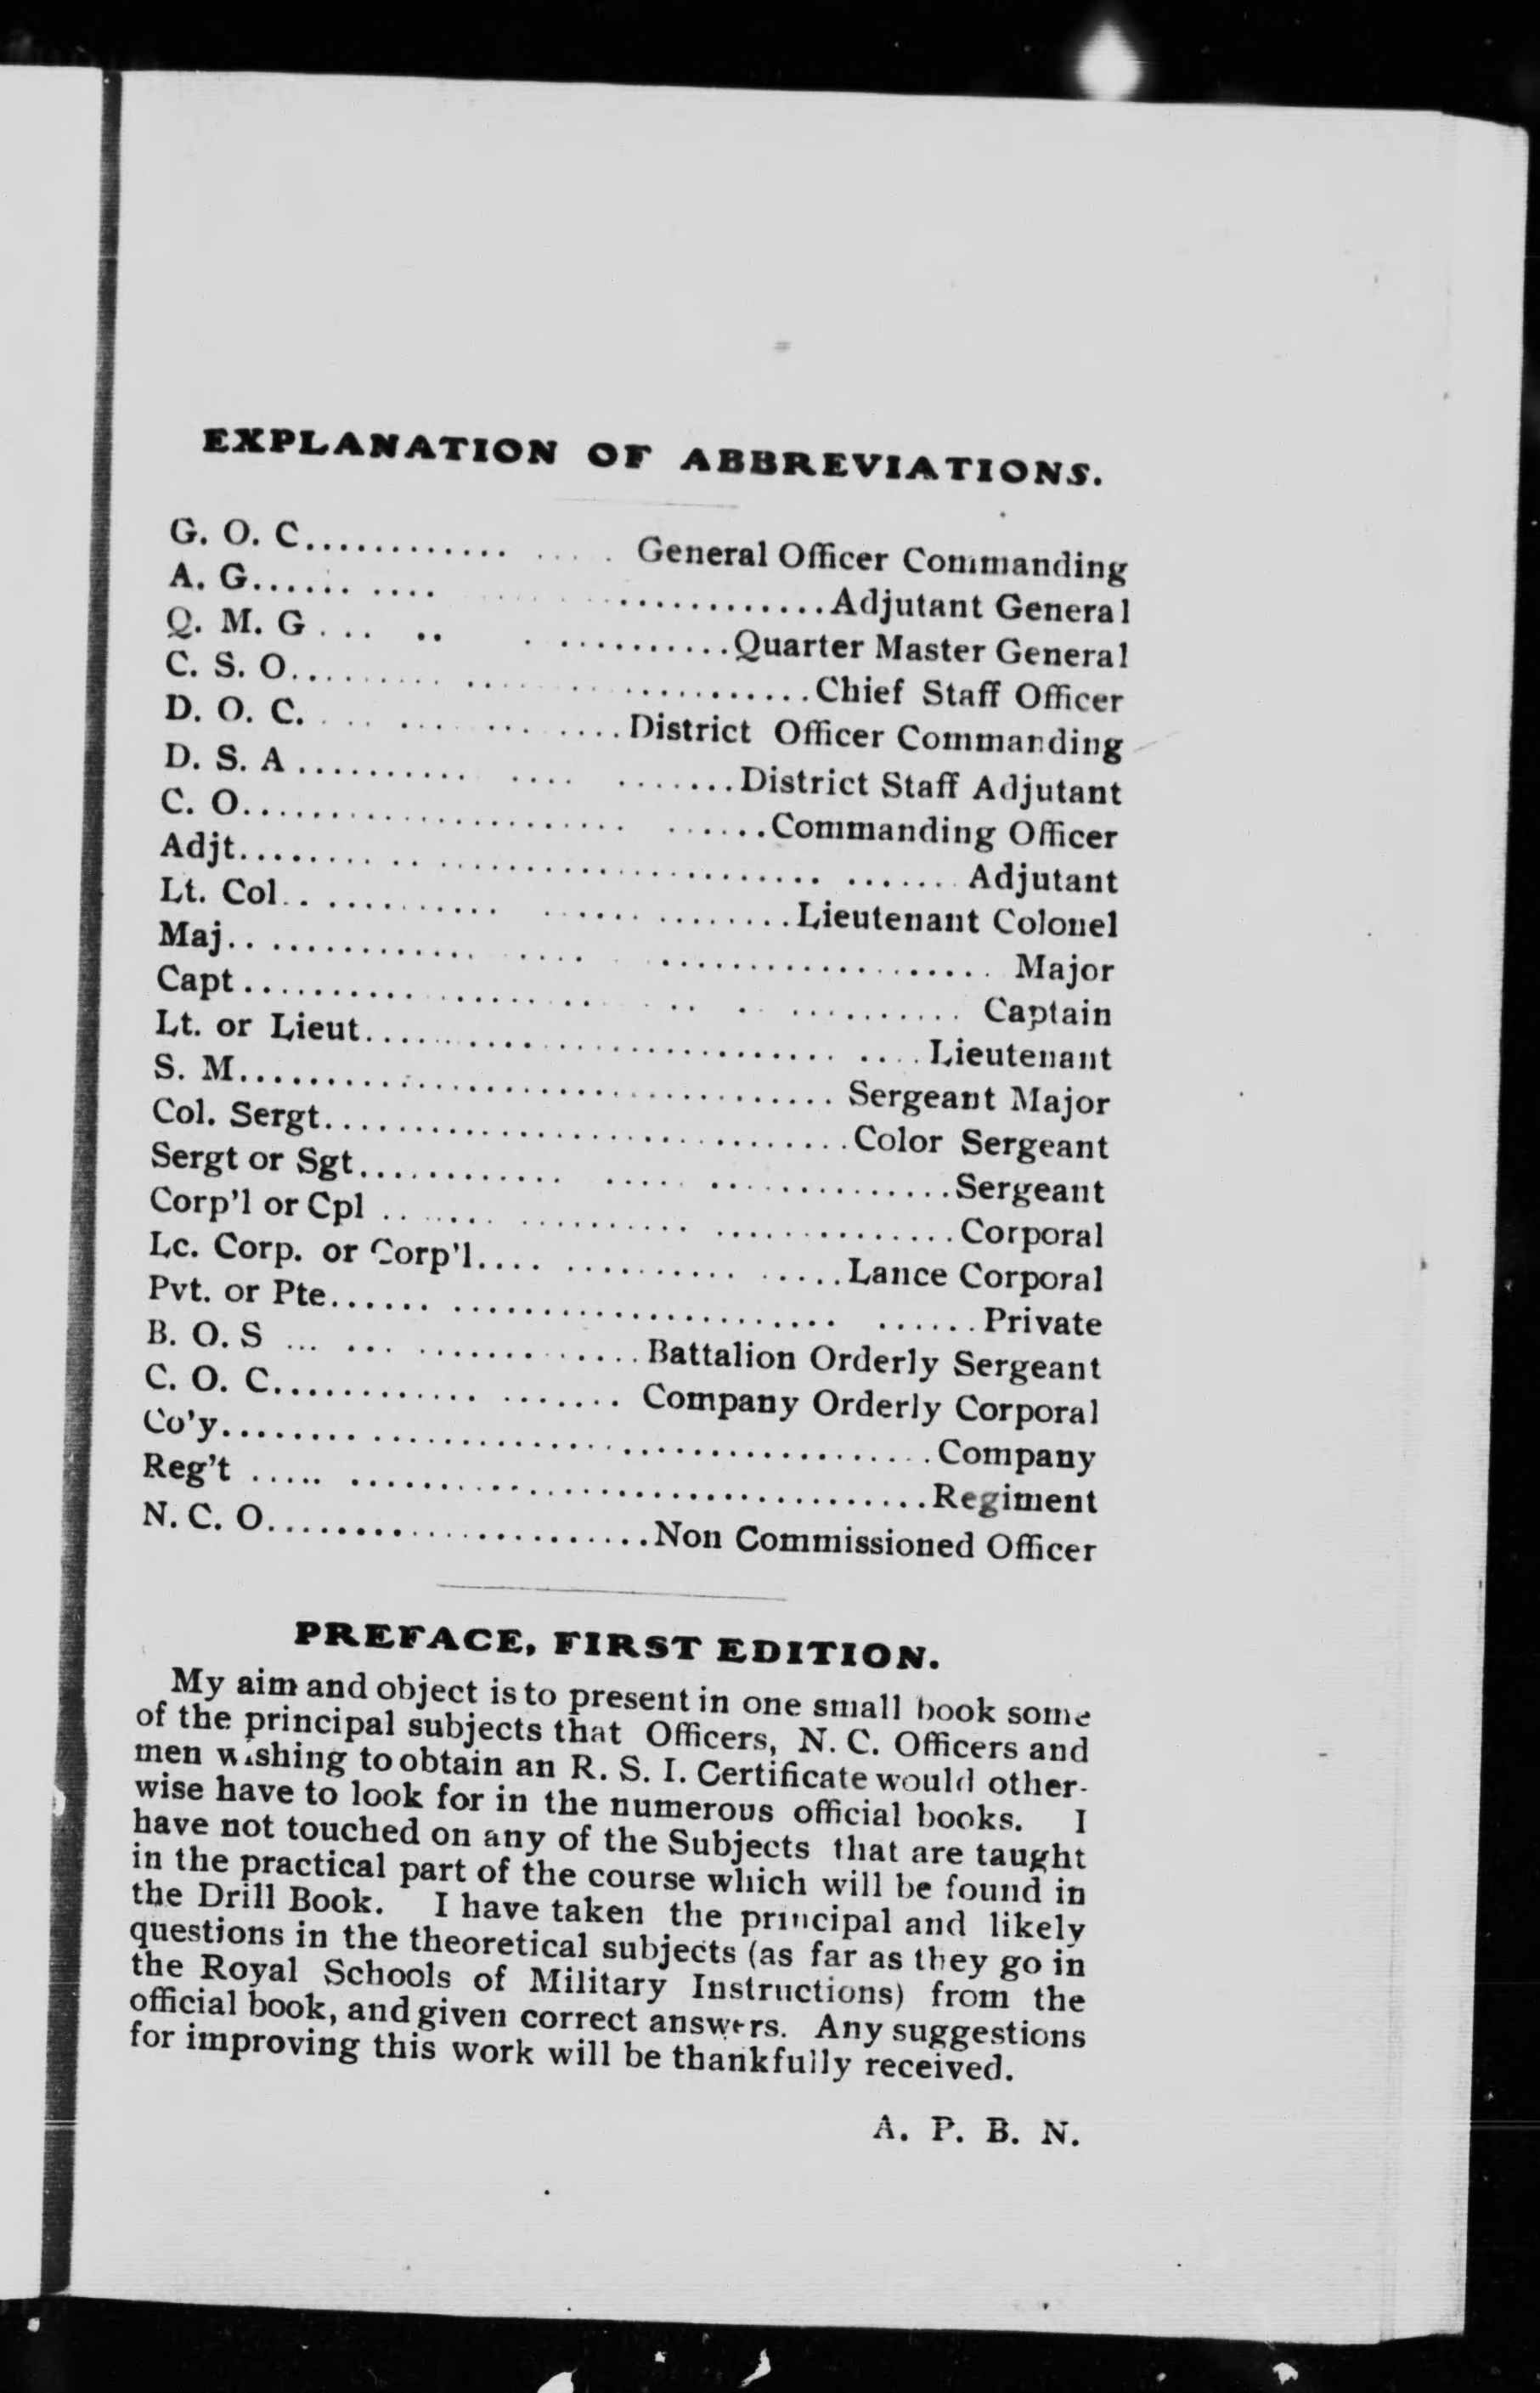 EXPLANATION OF ABBREVIATIONS.
G. O. C................. General Officer Commanding
A. G......................Adjutant General
Q. M. G.................Quarter Master General
C. S. O......................Chief Staff Officer
D. O. C..................District Officer Commanding
D. S. A.....................District Staff Adjutant
C. O.............................Commanding Officer
Adjt.................................. Adjutant
Lt. Col..........................Lieutenant Colonel
Maj................................... Major
Capt................................ Captain
Lt. or Lieut........................Lieutenant
S. M.............................. Sergeant Major
Col. Sergt..........................Color Sergeant
Sergt or Sgt...........................Sergeant
Corp'l or Cpl ...........................Corporal
Lc. Corp. or Corp'l...................Lance Corporal
Pvt. or Pte.............................Private
B. O. S ..................Battalion Orderly Sergeant
C. O. C................... Company Orderly Corporal
Co'y...................................Company
Reg't ..................................Regiment
N. C. O......................Non Commissioned Officer
PREFACE, FIRST EDITION.
My aim and object is to present in one small book some
of the principal subjects that Officers, N. C. Officers and
men wishing to obtain an R. S. I. Certificate would other-
wise have to look for in the numerous official books. I
have not touched on any of the Subjects that are taught
in the practical part of the course which will be found in
the Drill Book. I have taken the principal and likely
questions in the theoretical subjects (as far as they go in
the Royal Schools of Military Instructions) from the
official book, and given correct answers. Any suggestions
for improving this work will be thankfully received.
A. P. B. N.